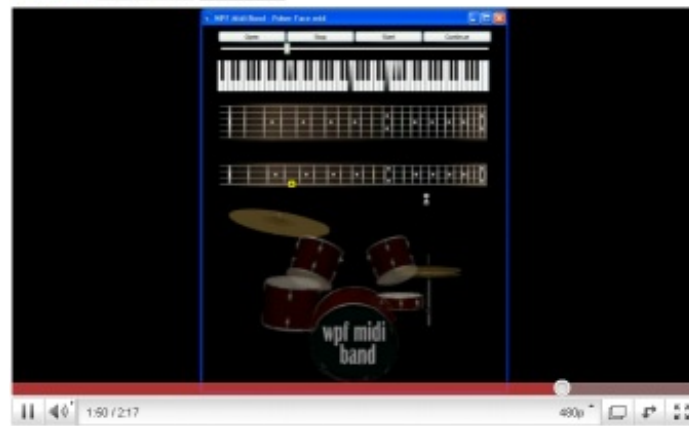 WPF Midi Band - Poker Face.mid
Open Stop Start Continue
wpf midi
band
1:50 / 2:17 480p